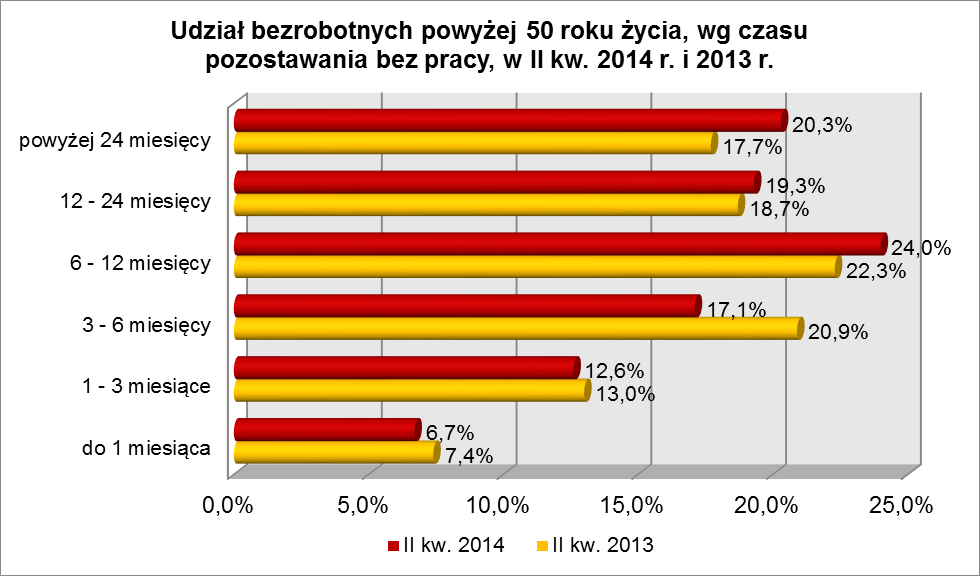 Udział bezrobotnych powyżej 50 roku życia, wg czasu
pozostawania bez pracy, w II kw. 2014 r. i 2013 r.
powyżej 24 miesięcy
20,3%
17,7%
12 - 24 miesięcy
19,3%
18,7%
6 - 12 miesięcy
24,0%
22,3%
3 - 6 miesięcy
17,1%
20,9%
1 - 3 miesiące
12,6%
13,0%
do 1 miesiąca
6,7%
7,4%
0,0% 5,0% 10,0% 15,0% 20,0% 25,0%
II kw. 2014 II kw. 2013